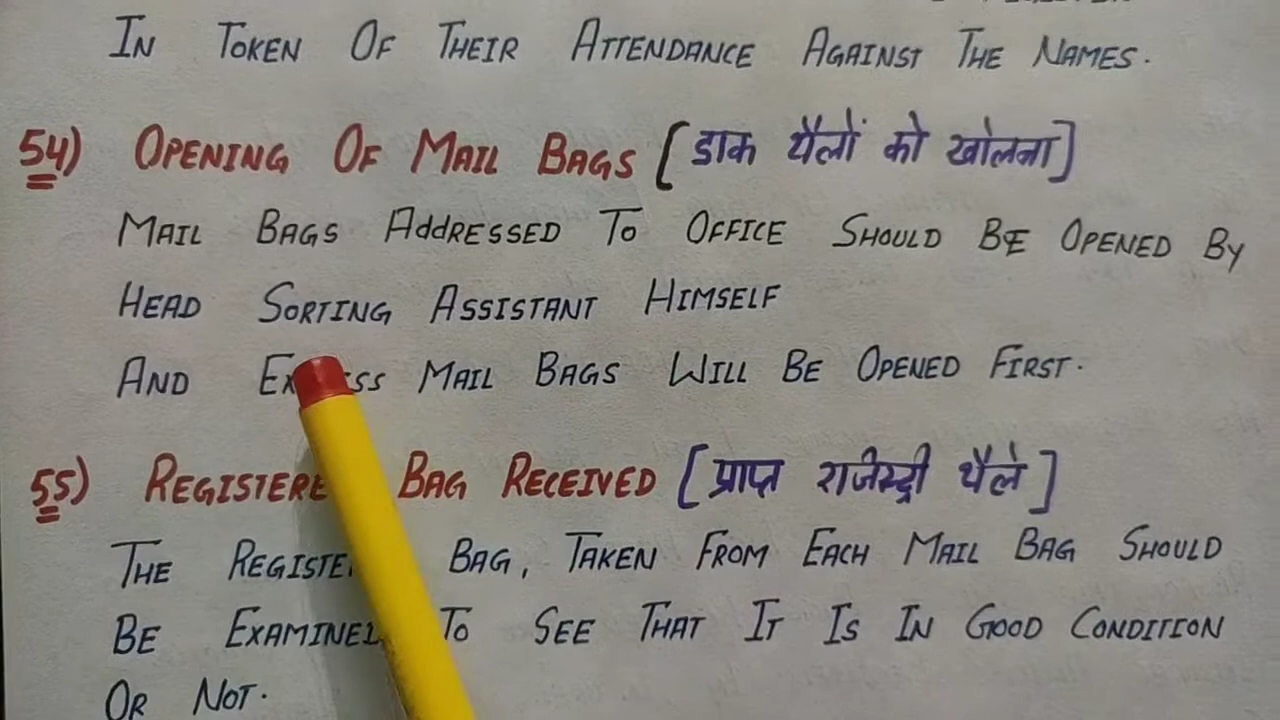 In Token Of Their Attendance Against The Names.
54) Opening Of Mail Bags [डाक थैलों को खोलना]
Mail Bags Addressed To Office Should Be Opened By
Head Sorting Assistant Himself
And Mail Bags Will Be Opened First.
55) Bag Received [प्राप्त राजेस्ट्री थैले]
The Bag, Taken From Each Mail Bag Should
Be To See That It Is In Good Condition
Or Not.